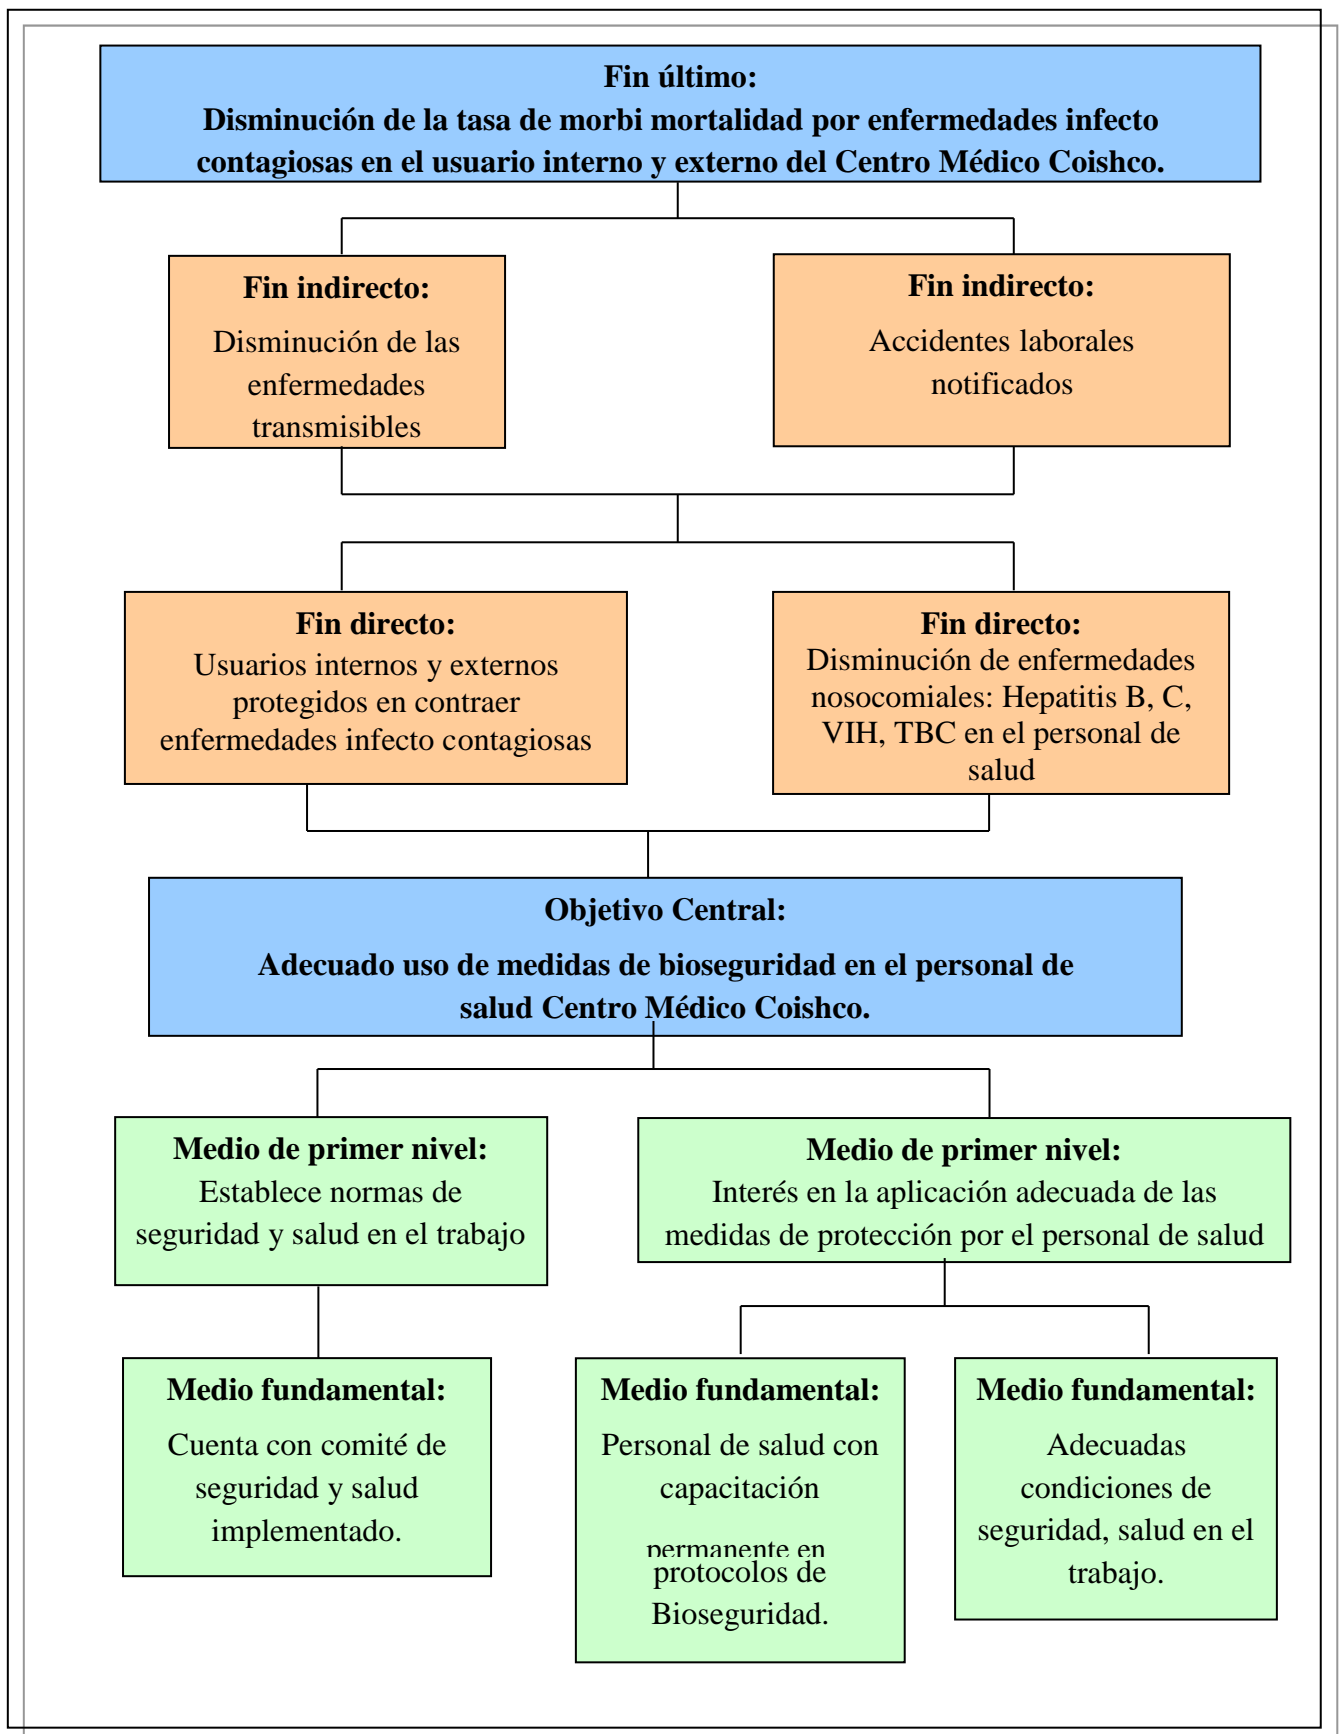 Fin último:
Disminución de la tasa de morbi mortalidad por enfermedades infecto
contagiosas en el usuario interno y externo del Centro Médico Coishco.
Fin indirecto:
Disminución de las
enfermedades
transmisibles
Fin indirecto:
Accidentes laborales
notificados
Fin directo:
Usuarios internos y externos
protegidos en contraer
enfermedades infecto contagiosas
Fin directo:
Disminución de enfermedades
nosocomiales: Hepatitis B, C,
VIH, TBC en el personal de
salud
Objetivo Central:
Adecuado uso de medidas de bioseguridad en el personal de
salud Centro Médico Coishco.
Medio de primer nivel:
Establece normas de
seguridad y salud en el trabajo
Medio de primer nivel:
Interés en la aplicación adecuada de las
medidas de protección por el personal de salud
Medio fundamental:
Cuenta con comité de
seguridad y salud
implementado.
Medio fundamental:
Personal de salud con
capacitación
permanente en
protocolos de
Bioseguridad.
Medio fundamental:
Adecuadas
condiciones de
seguridad, salud en el
trabajo.